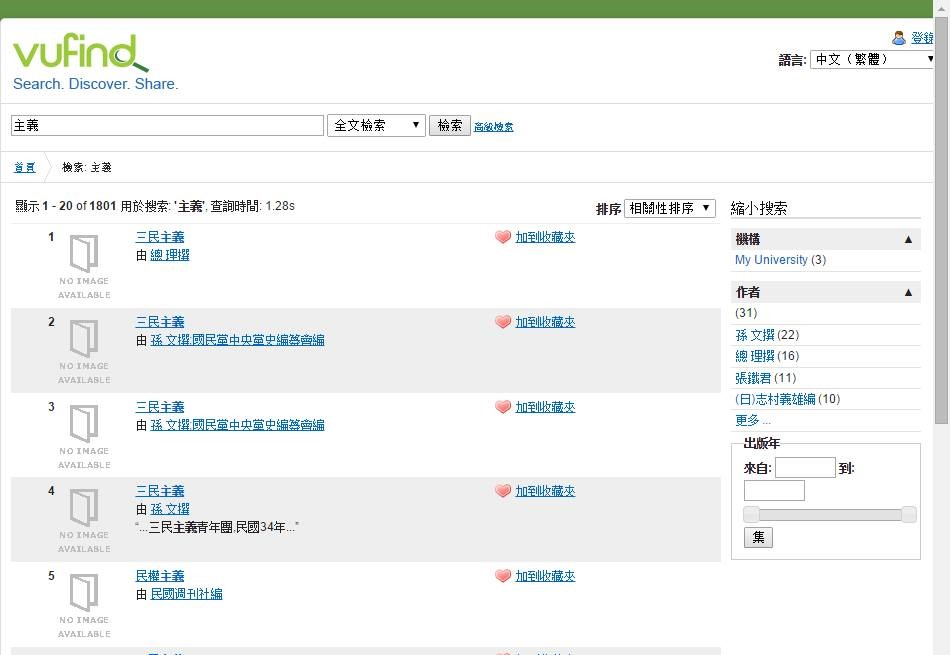 vufind
Search. Discover. Share.
登錄
語言: 中文（繁體）
主義 全文檢索 檢索 高級檢索
首頁 檢索: 主義
顯示 1 - 20 of 1801 用於搜索: '主義', 查詢時間: 1.28s
排序 相關性排序
1 三民主義 加到收藏夾
由 總 理撰
NO IMAGE
AVAILABLE
2 三民主義 加到收藏夾
由 孫 文撰;國民黨中央黨史編纂會編
NO IMAGE
AVAILABLE
3 三民主義 加到收藏夾
由 孫 文撰;國民黨中央黨史編纂會編
NO IMAGE
AVAILABLE
4 三民主義 加到收藏夾
由 孫 文撰
“...三民主義青年團,民國34年...”
NO IMAGE
AVAILABLE
5 民權主義 加到收藏夾
由 民國週刊社編
NO IMAGE
AVAILABLE
縮小搜索
機構
My University (3)
作者
(31)
孫 文撰 (22)
總 理撰 (16)
張鐵君 (11)
(日)志村義雄編 (10)
更多 ...
出版年
來自: 到:
集